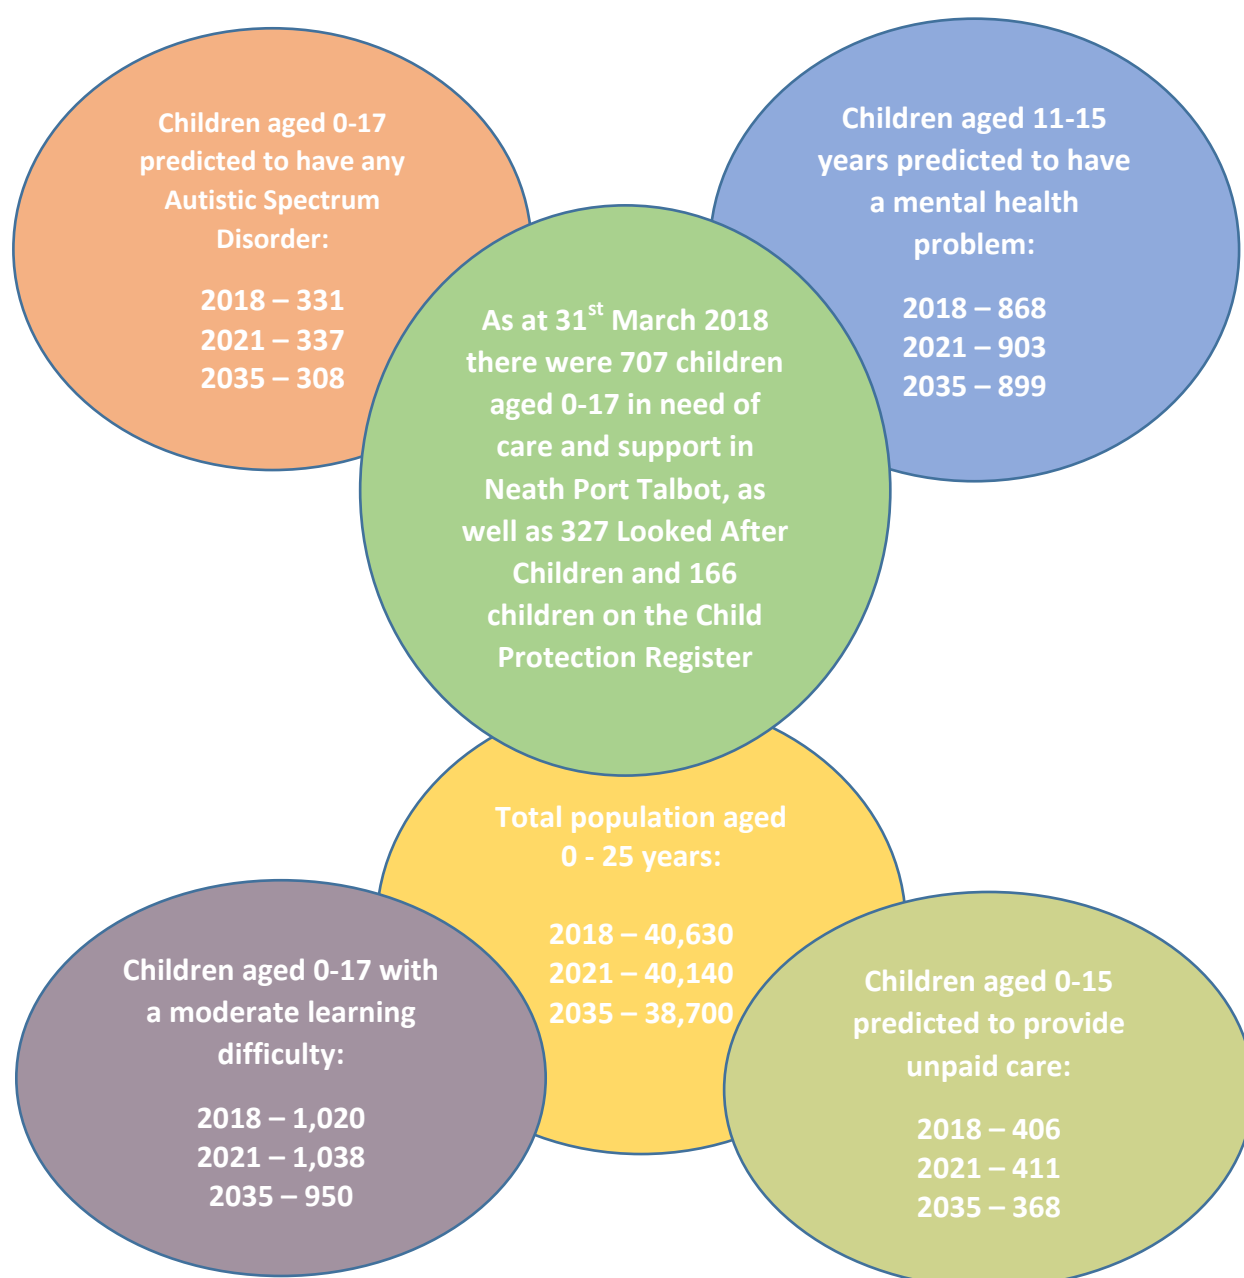 Children aged 0-17
predicted to have any
Autistic Spectrum
Disorder:
2018 – 331
2021 – 337
2035 – 308
Children aged 11-15
years predicted to have
a mental health
problem:
2018 – 868
2021 – 903
2035 – 899
As at 31st March 2018
there were 707 children
aged 0-17 in need of
care and support in
Neath Port Talbot, as
well as 327 Looked After
Children and 166
children on the Child
Protection Register
Total population aged
0 - 25 years:
2018 – 40,630
2021 – 40,140
2035 – 38,700
Children aged 0-17 with
a moderate learning
difficulty:
2018 – 1,020
2021 – 1,038
2035 – 950
Children aged 0-15
predicted to provide
unpaid care:
2018 – 406
2021 – 411
2035 – 368